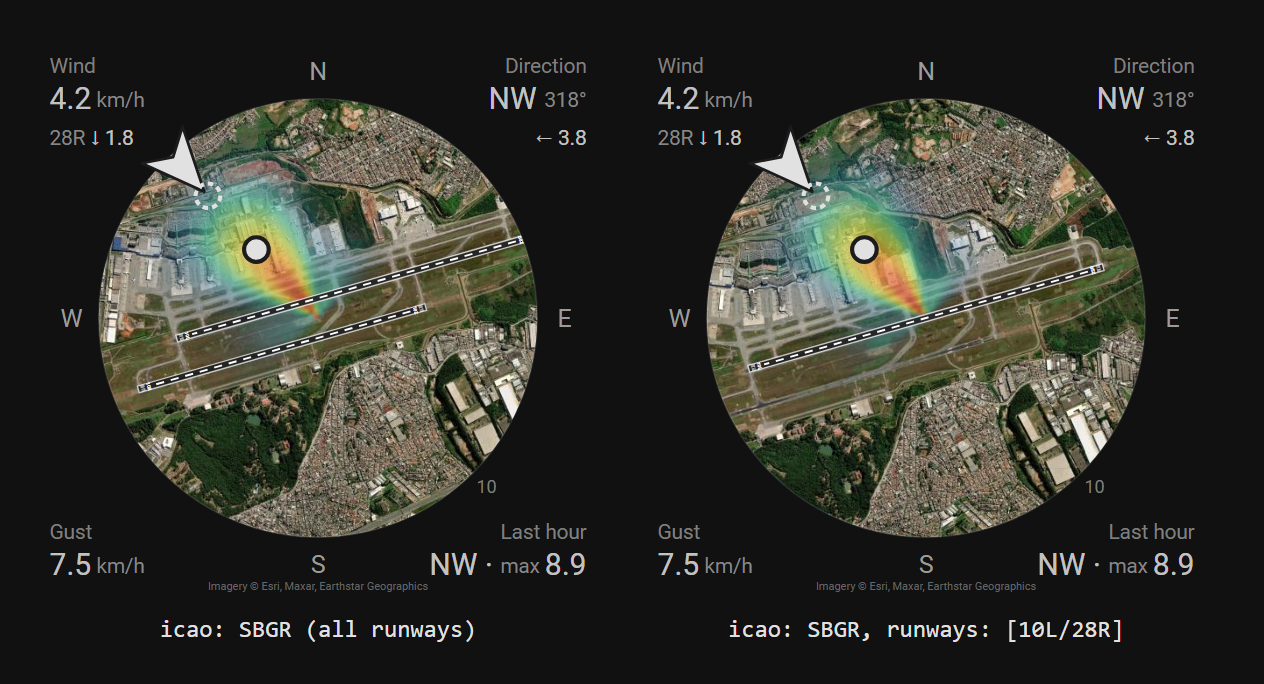 Wind
4.2 km/h
28R ↓ 1.8
N
Direction
NW 318°
← 3.8
W
E
10
Gust
7.5 km/h
S
Last hour
NW · max 8.9
Imagery © Esri, Maxar, Earthstar Geographics
icao: SBGR (all runways)
Wind
4.2 km/h
28R ↓ 1.8
N
Direction
NW 318°
← 3.8
W
E
10
Gust
7.5 km/h
S
Last hour
NW · max 8.9
Imagery © Esri, Maxar, Earthstar Geographics
icao: SBGR, runways: [10L/28R]